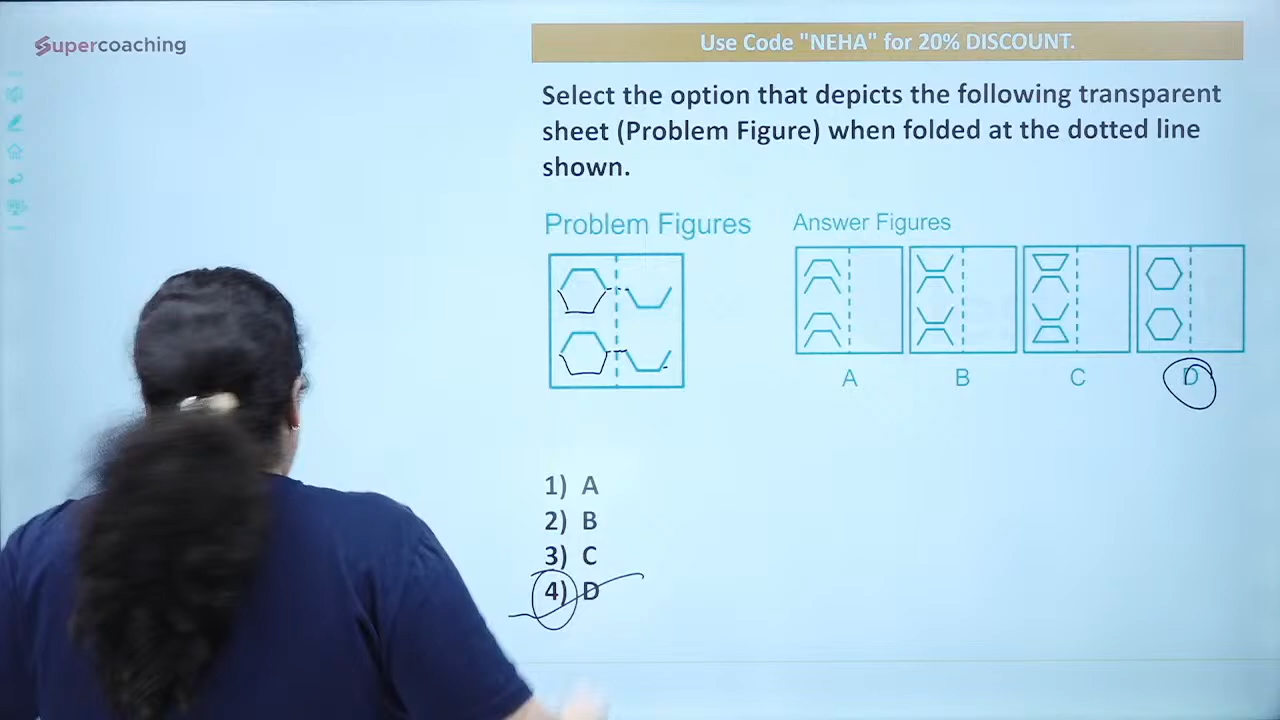 Supercoaching
Use Code "NEHA" for 20% DISCOUNT.
Select the option that depicts the following transparent
sheet (Problem Figure) when folded at the dotted line
shown.
Problem Figures
Answer Figures
A
B
C
D
1) A
2) B
3) C
4) D